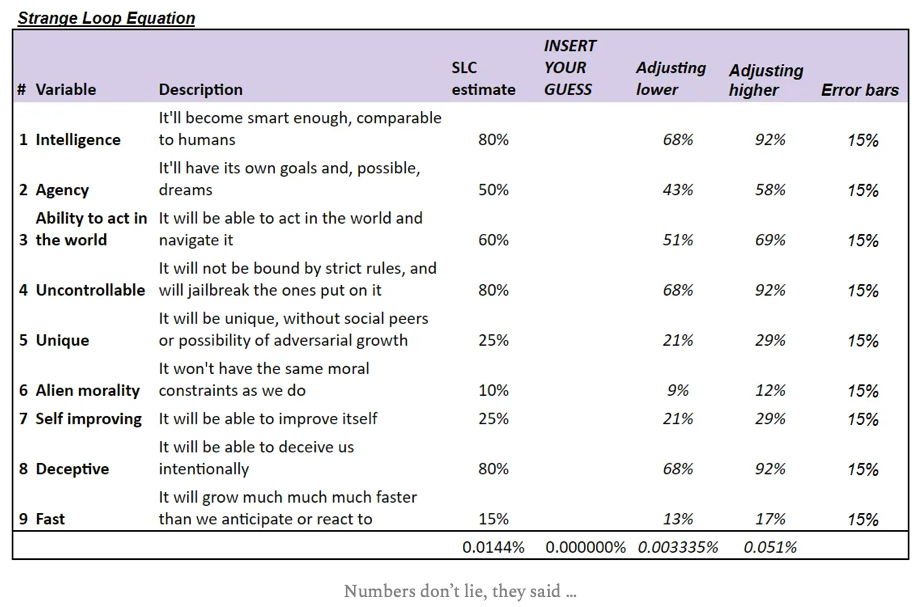 Strange Loop Equation
INSERT
SLC YOUR Adjusting Adjusting
# Variable Description estimate GUESS lower higher Error bars
It'll become smart enough, comparable
1 Intelligence to humans 80% 68% 92% 15%
It'll have its own goals and, possible,
2 Agency dreams 50% 43% 58% 15%
Ability to act in It will be able to act in the world and
3 the world navigate it 60% 51% 69% 15%
It will not be bound by strict rules, and
4 Uncontrollable will jailbreak the ones put on it 80% 68% 92% 15%
It will be unique, without social peers
5 Unique or possibility of adversarial growth 25% 21% 29% 15%
It won't have the same moral
6 Alien morality constraints as we do 10% 9% 12% 15%
7 Self improving It will be able to improve itself 25% 21% 29% 15%
It will be able to deceive us
8 Deceptive intentionally 80% 68% 92% 15%
It will grow much much much faster
9 Fast than we anticipate or react to 15% 13% 17% 15%
0.0144% 0.000000% 0.003335% 0.051%
Numbers don't lie, they said ...